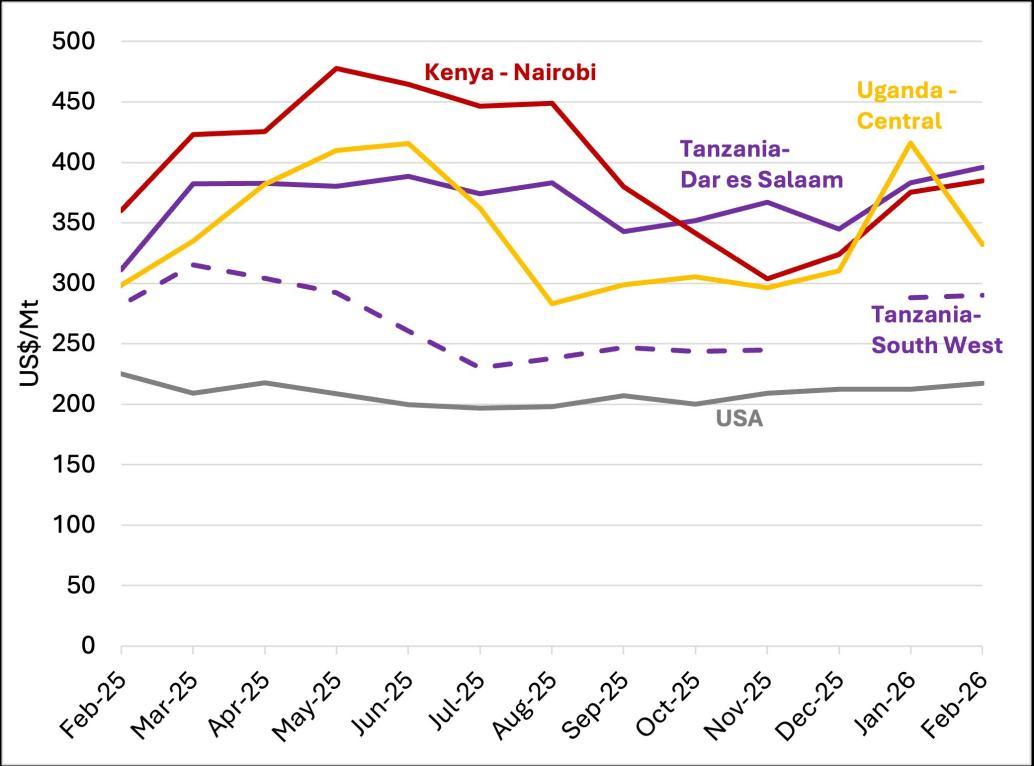 500
450
400
350
300
250
200
150
100
50
0
US$/Mt
Kenya - Nairobi
Uganda -
Central
Tanzania-
Dar es Salaam
Tanzania-
South West
USA
Feb-25
Mar-25
Apr-25
May-25
Jun-25
Jul-25
Aug-25
Sep-25
Oct-25
Nov-25
Dec-25
Jan-26
Feb-26